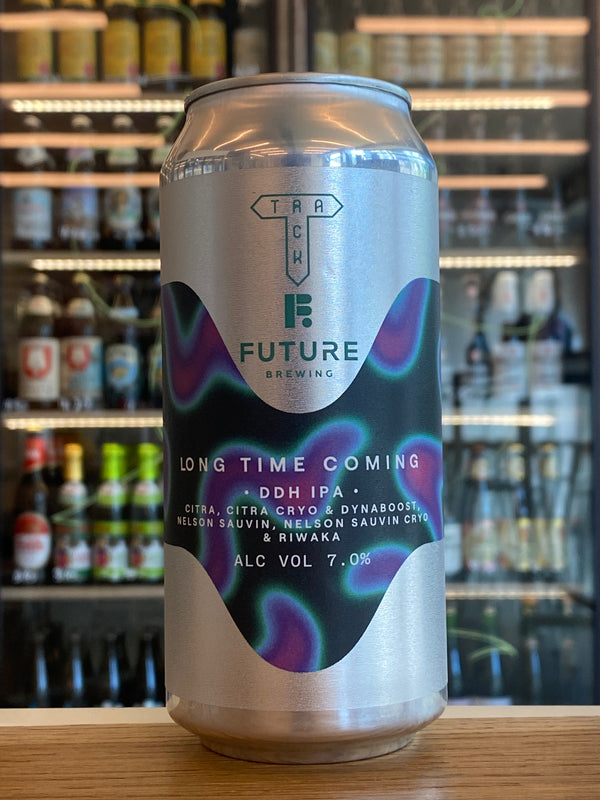 TRACK
FUTURE
BREWING
LONG TIME COMING
• DDH IPA •
CITRA, CITRA CRYO & DYNABOOST,
NELSON SAUVIN, NELSON SAUVIN CRYO
& RIWAKA
ALC VOL 7.0%